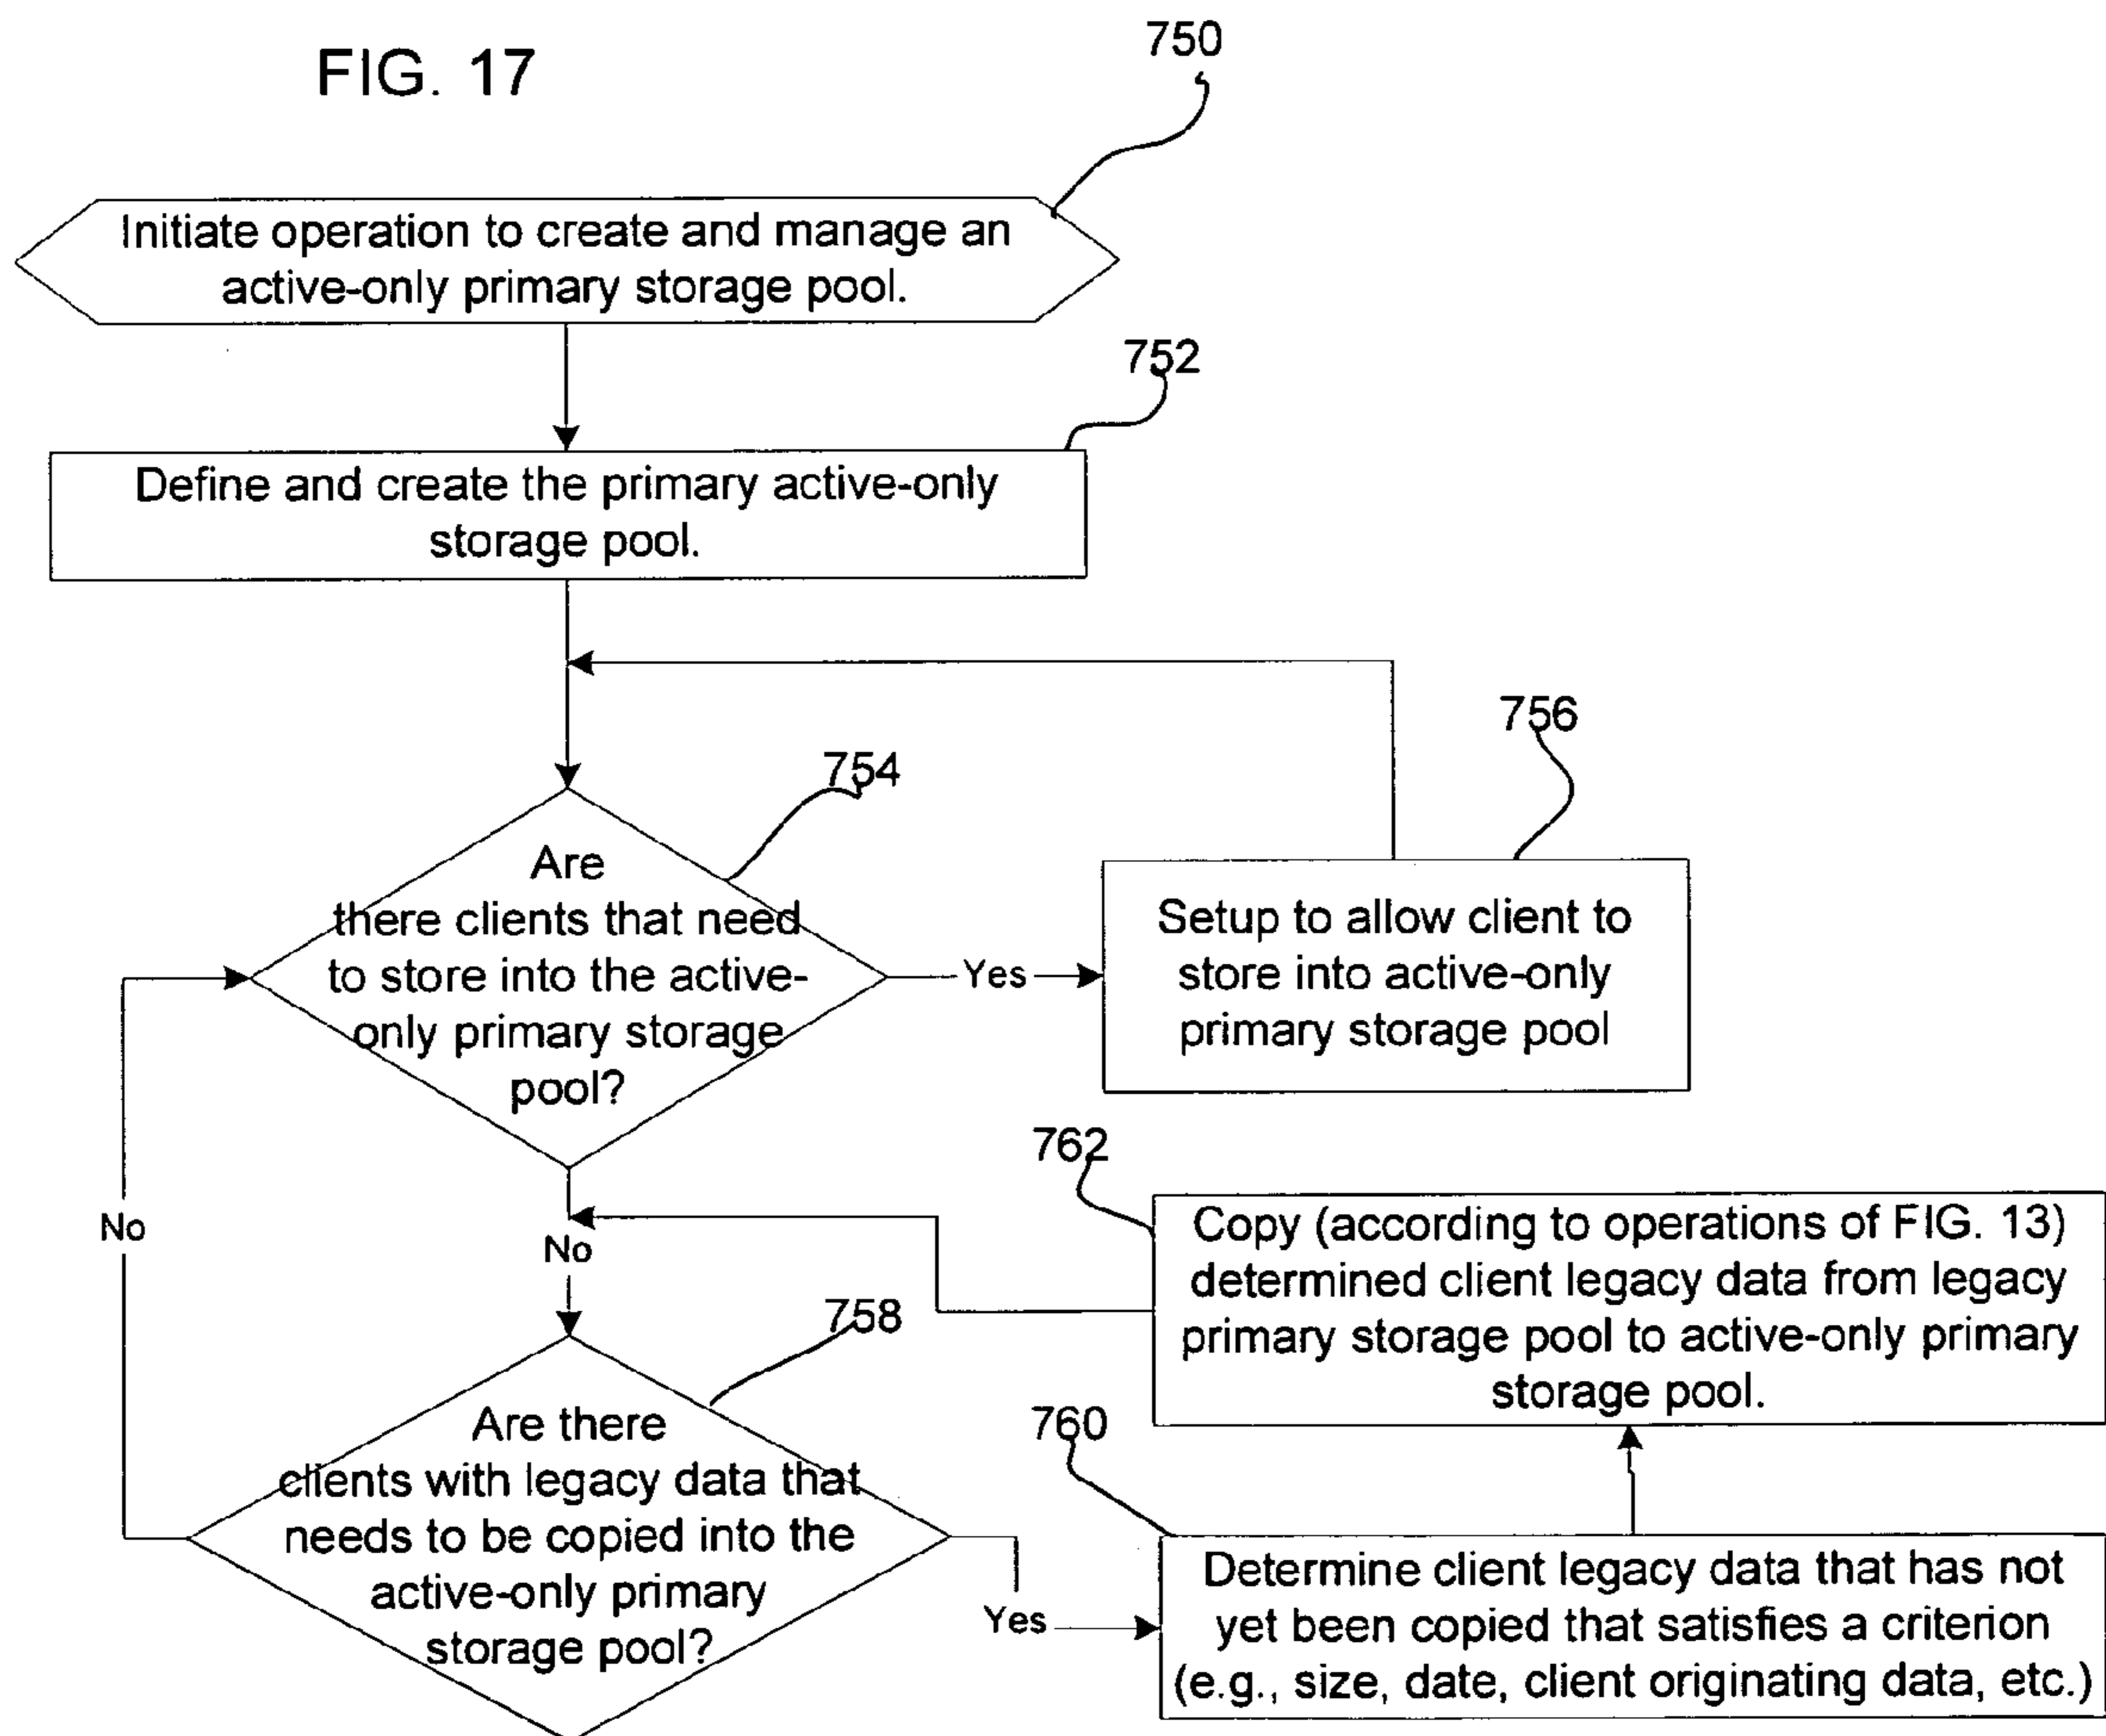 FIG. 17
750
Initiate operation to create and manage an
active-only primary storage pool.
752
Define and create the primary active-only
storage pool.
754
Are
there clients that need
to store into the active-
only primary storage
pool?
Yes
756
Setup to allow client to
store into active-only
primary storage pool
No
No
762
Copy (according to operations of FIG. 13)
determined client legacy data from legacy
primary storage pool to active-only primary
storage pool.
758
Are there
clients with legacy data that
needs to be copied into the
active-only primary
storage pool?
Yes
760
Determine client legacy data that has not
yet been copied that satisfies a criterion
(e.g., size, date, client originating data, etc.)